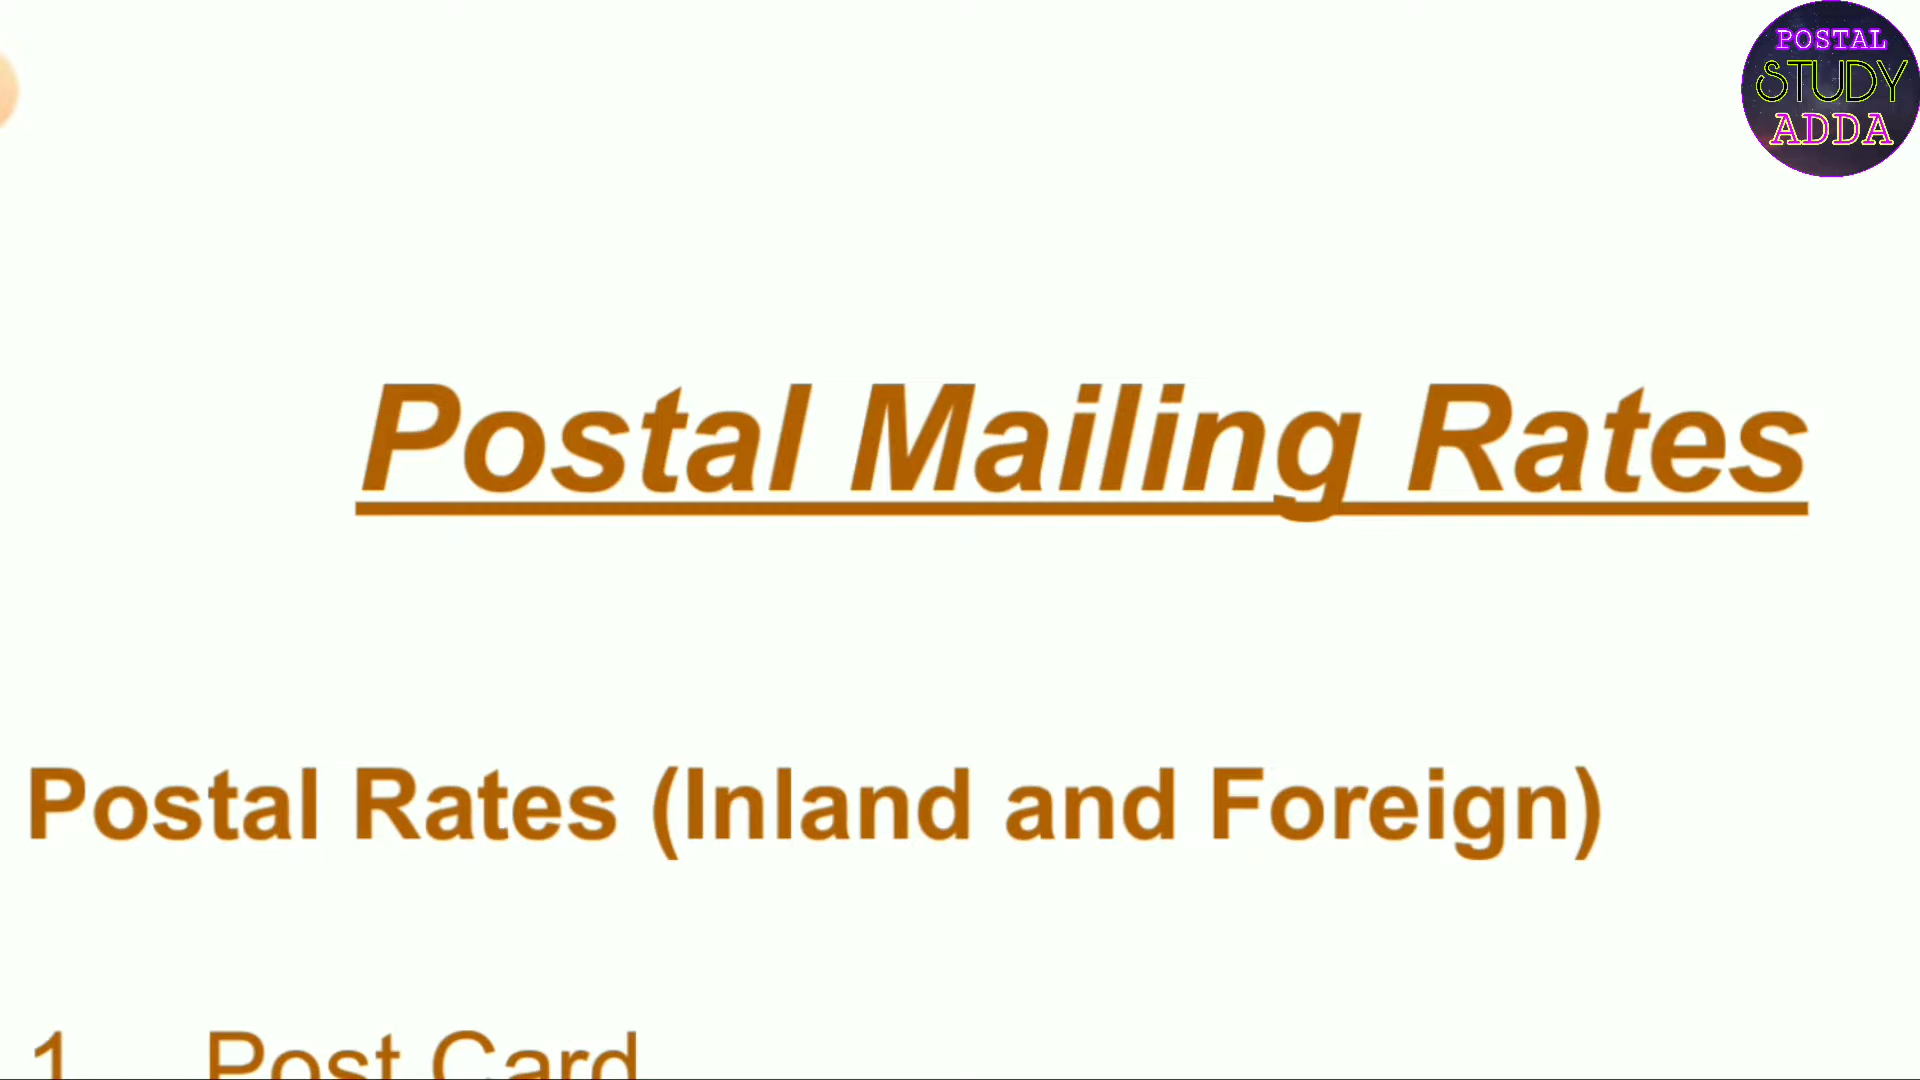 POSTAL
STUDY
ADDA
Postal Mailing Rates
Postal Rates (Inland and Foreign)
1 Post Card